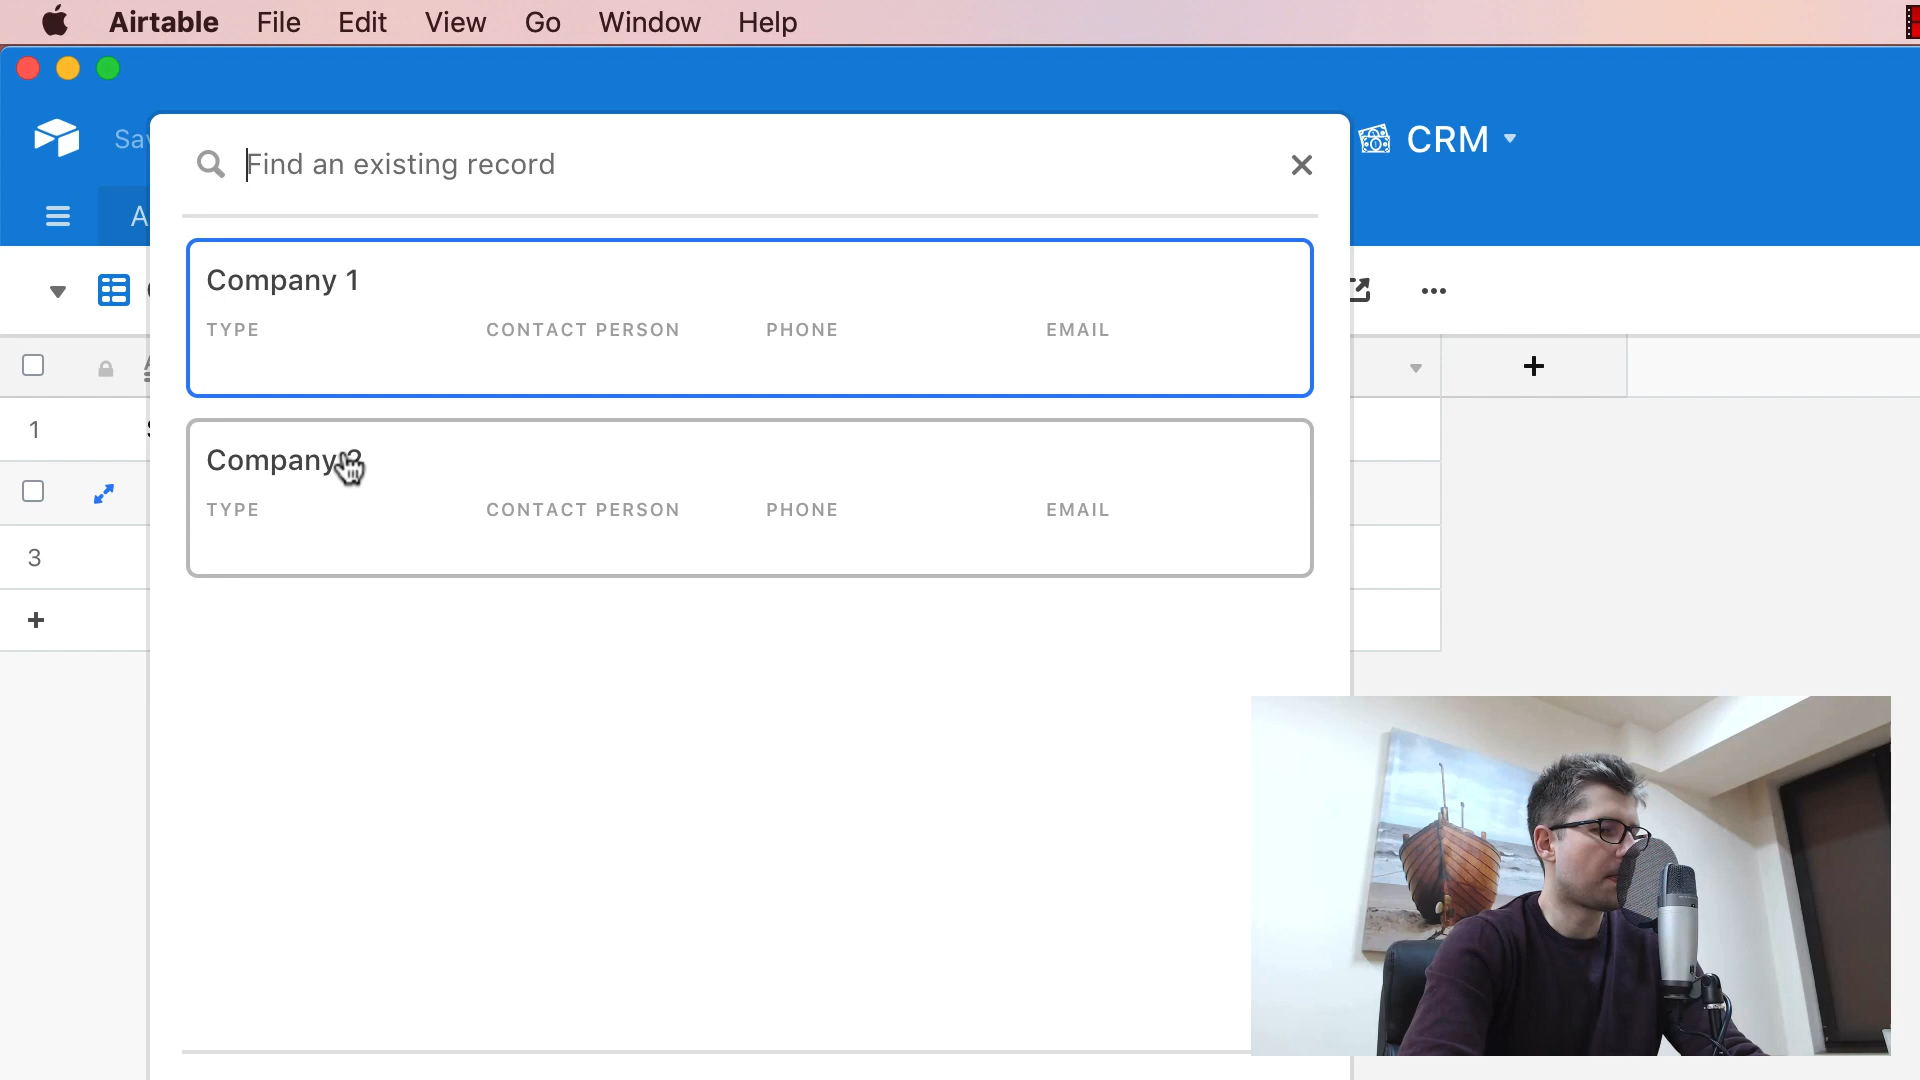 Airtable File Edit View Go Window Help
Find an existing record
CRM
Company 1
TYPE CONTACT PERSON PHONE EMAIL
1
Company 2
TYPE CONTACT PERSON PHONE EMAIL
3